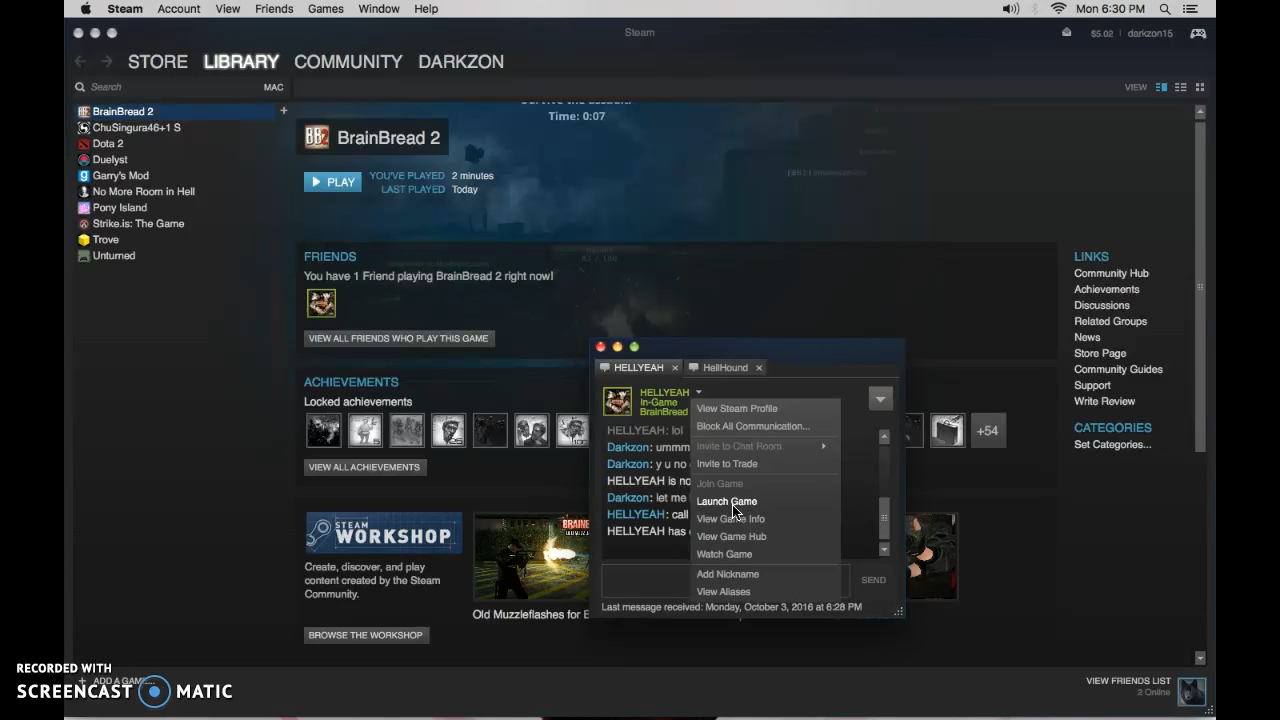 Steam Account View Friends Games Window Help Mon 6:30 PM
Steam $5.02 darkzon15
STORE LIBRARY COMMUNITY DARKZON
Search MAC VIEW
BrainBread 2 +
ChuSingura46+1 S
Dota 2
Duelyst
Garry's Mod
No More Room in Hell
Pony Island
Strike.is: The Game
Trove
Unturned
Time: 0:07
BB2 BrainBread 2
PLAY
YOU'VE PLAYED 2 minutes
LAST PLAYED Today
FRIENDS
You have 1 Friend playing BrainBread 2 right now!
VIEW ALL FRIENDS WHO PLAY THIS GAME
ACHIEVEMENTS
Locked achievements
+54
VIEW ALL ACHIEVEMENTS
STEAM WORKSHOP
Create, discover, and play
content created by the Steam
Community.
BROWSE THE WORKSHOP
BRAINB
Old Muzzleflashes for B
LINKS
Community Hub
Achievements
Discussions
Related Groups
News
Store Page
Community Guides
Support
Write Review
CATEGORIES
Set Categories...
HELLYEAH HellHound
HELLYEAH
In-Game
BrainBread
HELLYEAH: lol
Darkzon: ummm
Darkzon: y u no
HELLYEAH is no
Darkzon: let me
HELLYEAH: call
HELLYEAH has
View Steam Profile
Block All Communication...
Invite to Chat Room
Invite to Trade
Join Game
Launch Game
View Game Info
View Game Hub
Watch Game
Add Nickname
View Aliases
SEND
Last message received: Monday, October 3, 2016 at 6:28 PM
RECORDED WITH
SCREENCAST MATIC
+ ADD A GAME...
VIEW FRIENDS LIST
2 Online